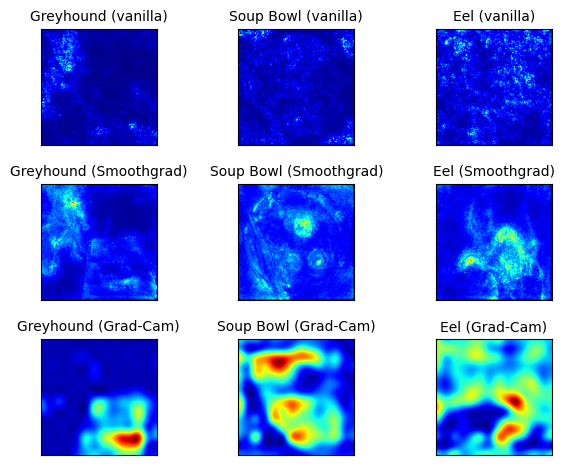 Greyhound (vanilla)
Soup Bowl (vanilla)
Eel (vanilla)
Greyhound (Smoothgrad)
Soup Bowl (Smoothgrad)
Eel (Smoothgrad)
Greyhound (Grad-Cam)
Soup Bowl (Grad-Cam)
Eel (Grad-Cam)